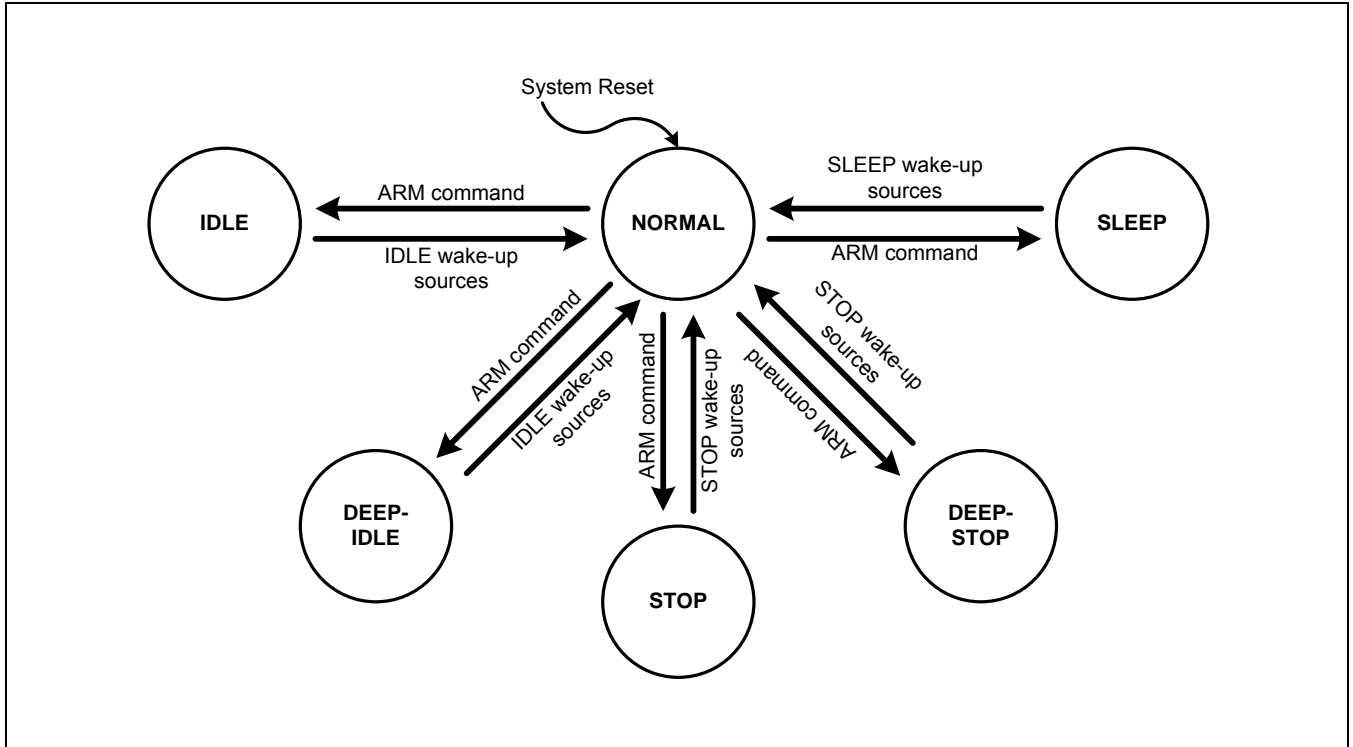 System Reset
IDLE
ARM command
IDLE wake-up
sources
NORMAL
SLEEP wake-up
sources
ARM command
SLEEP
ARM command
IDLE wake-up
sources
ARM command
STOP wake-up
sources
STOP wake-up
sources
ARM command
DEEP-
IDLE
STOP
DEEP-
STOP